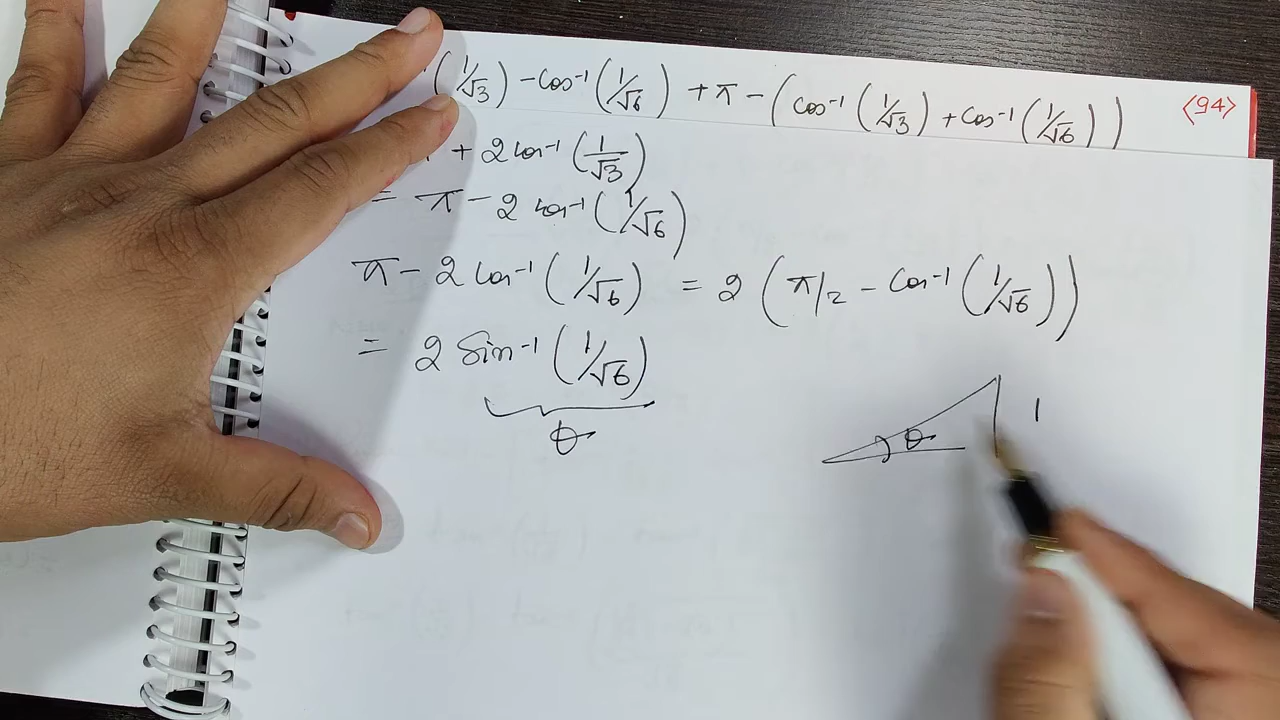 (1/√3) - cos⁻¹ (1/√6) + π - (cos⁻¹ (1/√3) + cos⁻¹ (1/√6))
<94>
+ 2 cos⁻¹ (1/√3)
= π - 2 cos⁻¹ (1/√6)
π - 2 cos⁻¹ (1/√6) = 2 (π/2 - cos⁻¹ (1/√6))
= 2 Sin⁻¹ (1/√6)
θ
θ 1